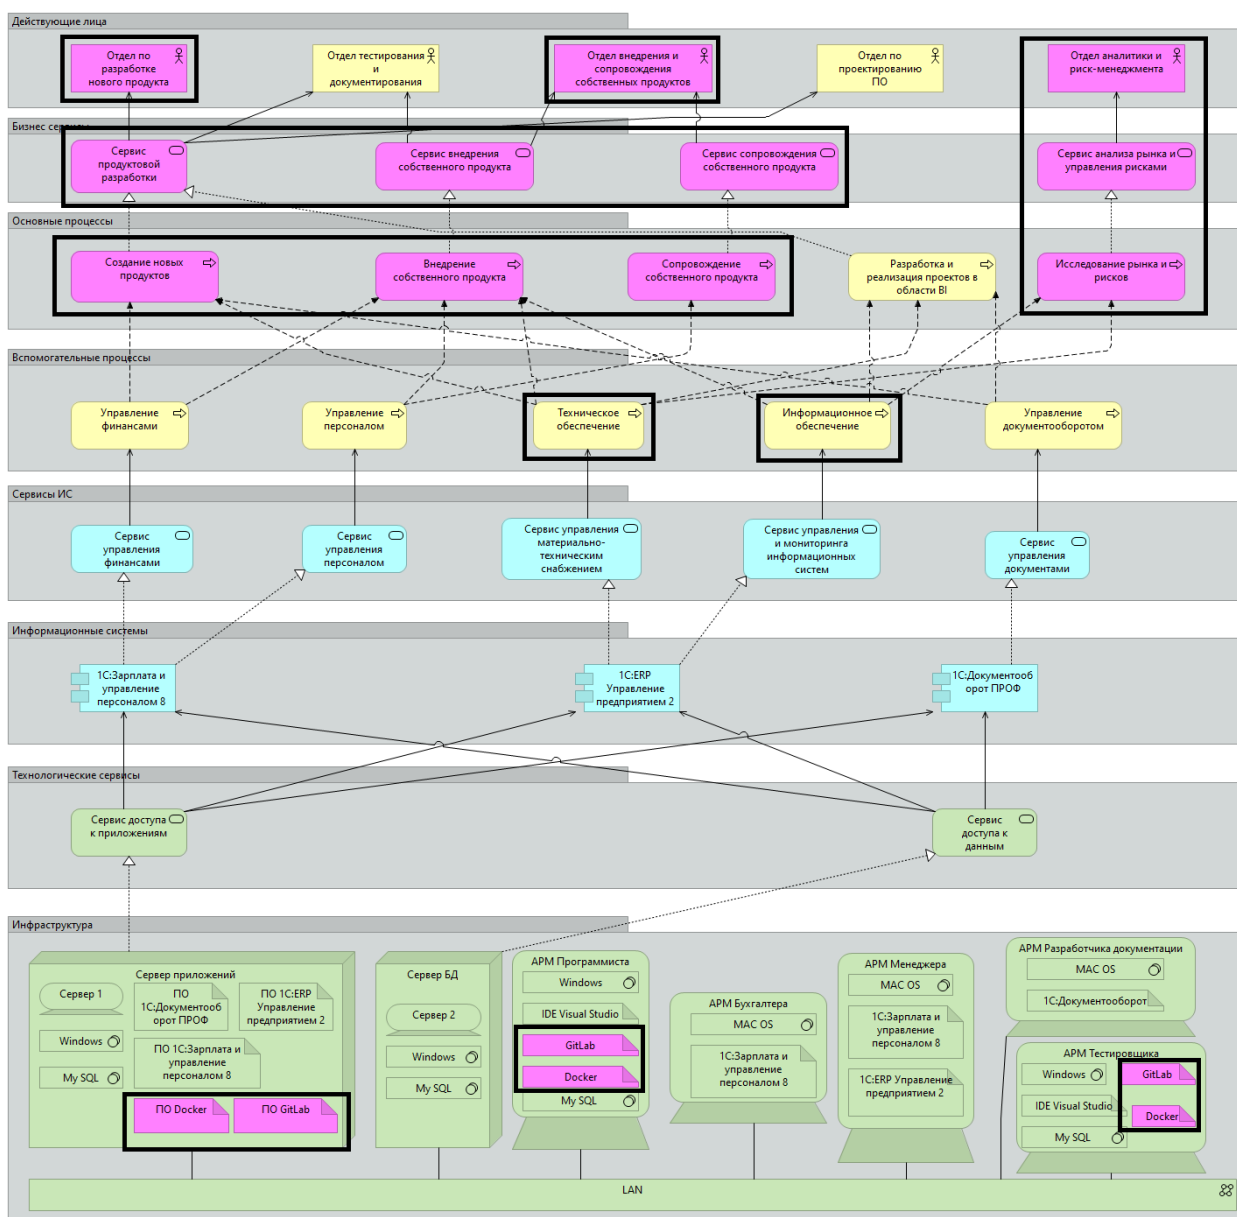 Действующие лица
Отдел по
разработке
нового продукта
Отдел тестирования
и
документирования
Отдел внедрения и
сопровождения
собственных продуктов
Отдел по
проектированию
ПО
Отдел аналитики и
риск-менеджмента
Бизнес сервисы
Сервис
продуктовой
разработки
Сервис внедрения
собственного продукта
Сервис сопровождения
собственного продукта
Сервис анализа рынка и
управления рисками
Основные процессы
Создание новых
продуктов
Внедрение
собственного продукта
Сопровождение
собственного продукта
Разработка и
реализация проектов в
области BI
Исследование рынка и
рисков
Вспомогательные процессы
Управление
финансами
Управление
персоналом
Техническое
обеспечение
Информационное
обеспечение
Управление
документооборотом
Сервисы ИС
Сервис
управления
финансами
Сервис
управления
персоналом
Сервис управления
материально-
техническим
снабжением
Сервис управления
и мониторинга
информационных
систем
Сервис
управления
документами
Информационные системы
1С:Зарплата и
управление
персоналом 8
1С:ERP
Управление
предприятием 2
1С:Документооб
орот ПРОФ
Технологические сервисы
Сервис доступа
к приложениям
Сервис
доступа к
данным
Инфраструктура
Сервер приложений
Сервер 1
Windows
My SQL
ПО
1С:Документооб
орот ПРОФ
ПО 1С:ERP
Управление
предприятием 2
ПО 1С:Зарплата и
управление
персоналом 8
ПО Docker
ПО GitLab
Сервер БД
Сервер 2
Windows
My SQL
АРМ Программиста
Windows
IDE Visual Studio
GitLab
Docker
My SQL
АРМ Бухгалтера
MAC OS
1С:Зарплата и
управление
персоналом 8
АРМ Менеджера
MAC OS
1С:Зарплата и
управление
персоналом 8
1С:ERP Управление
предприятием 2
АРМ Разработчика документации
MAC OS
1С:Документооборот
АРМ Тестировщика
Windows
IDE Visual Studio
My SQL
GitLab
Docker
LAN